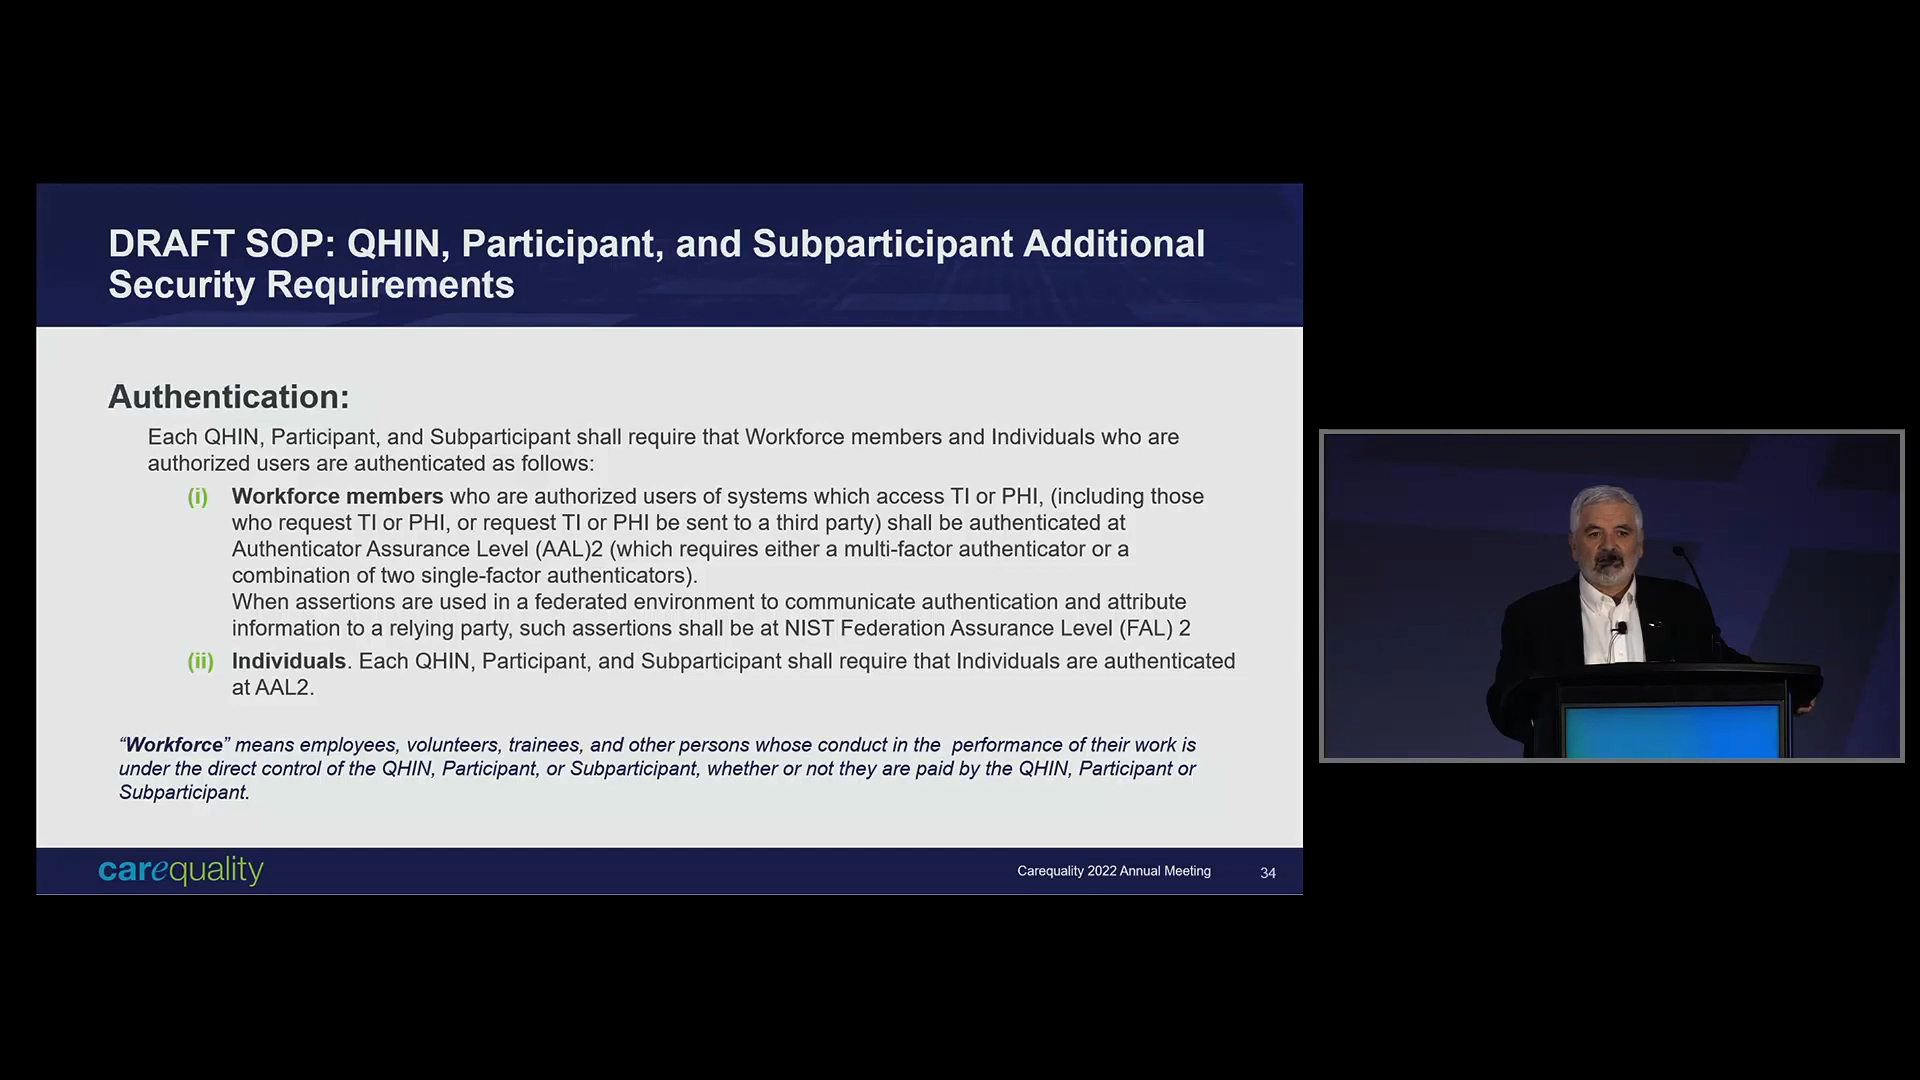 DRAFT SOP: QHIN, Participant, and Subparticipant Additional
Security Requirements
Authentication:
Each QHIN, Participant, and Subparticipant shall require that Workforce members and Individuals who are
authorized users are authenticated as follows:
(i) Workforce members who are authorized users of systems which access TI or PHI, (including those
who request TI or PHI, or request TI or PHI be sent to a third party) shall be authenticated at
Authenticator Assurance Level (AAL)2 (which requires either a multi-factor authenticator or a
combination of two single-factor authenticators).
When assertions are used in a federated environment to communicate authentication and attribute
information to a relying party, such assertions shall be at NIST Federation Assurance Level (FAL) 2
(ii) Individuals. Each QHIN, Participant, and Subparticipant shall require that Individuals are authenticated
at AAL2.
“Workforce” means employees, volunteers, trainees, and other persons whose conduct in the performance of their work is
under the direct control of the QHIN, Participant, or Subparticipant, whether or not they are paid by the QHIN, Participant or
Subparticipant.
carequality
Carequality 2022 Annual Meeting
34